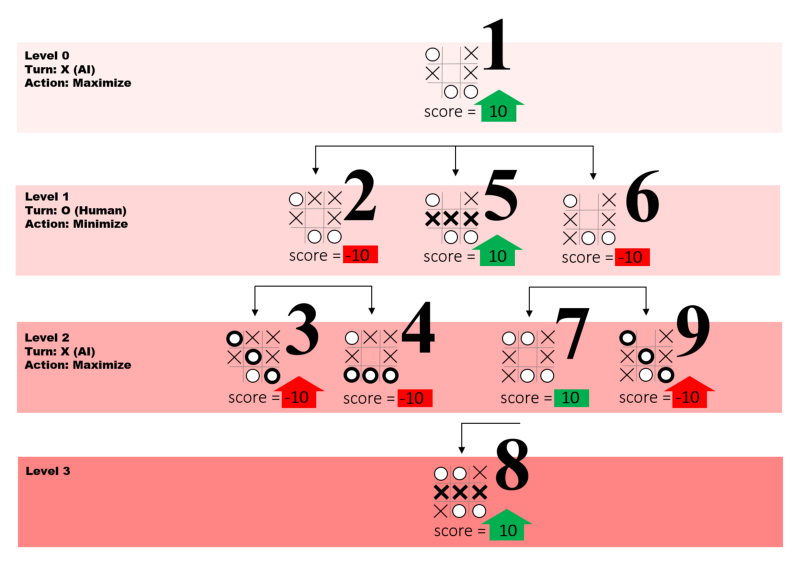 Level 0
Turn: X (AI)
Action: Maximize
1
score = 10
Level 1
Turn: O (Human)
Action: Minimize
2
score = -10
5
score = 10
6
score = -10
Level 2
Turn: X (AI)
Action: Maximize
3
score = -10
4
score = -10
7
score = 10
9
score = -10
Level 3
8
score = 10